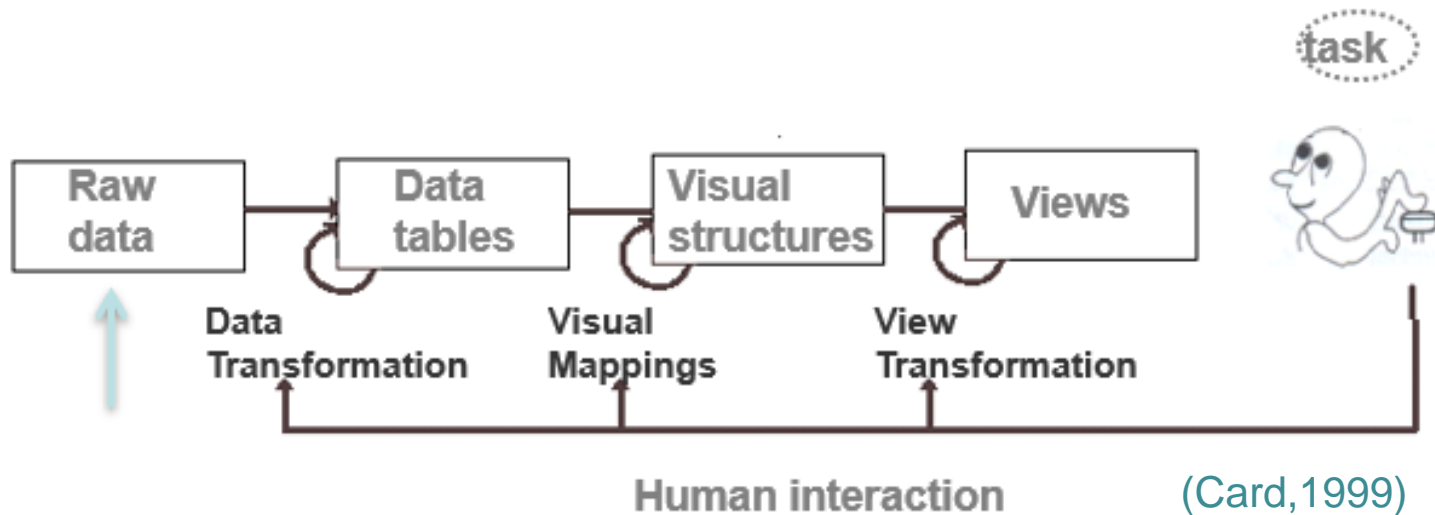 task
Raw
data
Data
tables
Visual
structures
Views
Data
Transformation
Visual
Mappings
View
Transformation
Human interaction
(Card,1999)